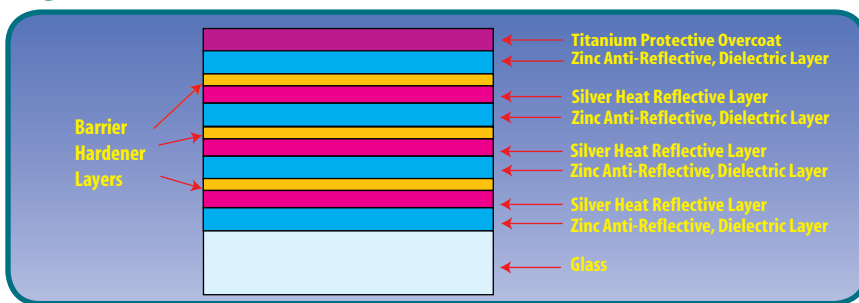 Titanium Protective Overcoat
Zinc Anti-Reflective, Dielectric Layer
Silver Heat Reflective Layer
Zinc Anti-Reflective, Dielectric Layer
Silver Heat Reflective Layer
Zinc Anti-Reflective, Dielectric Layer
Silver Heat Reflective Layer
Zinc Anti-Reflective, Dielectric Layer
Glass
Barrier
Hardener
Layers